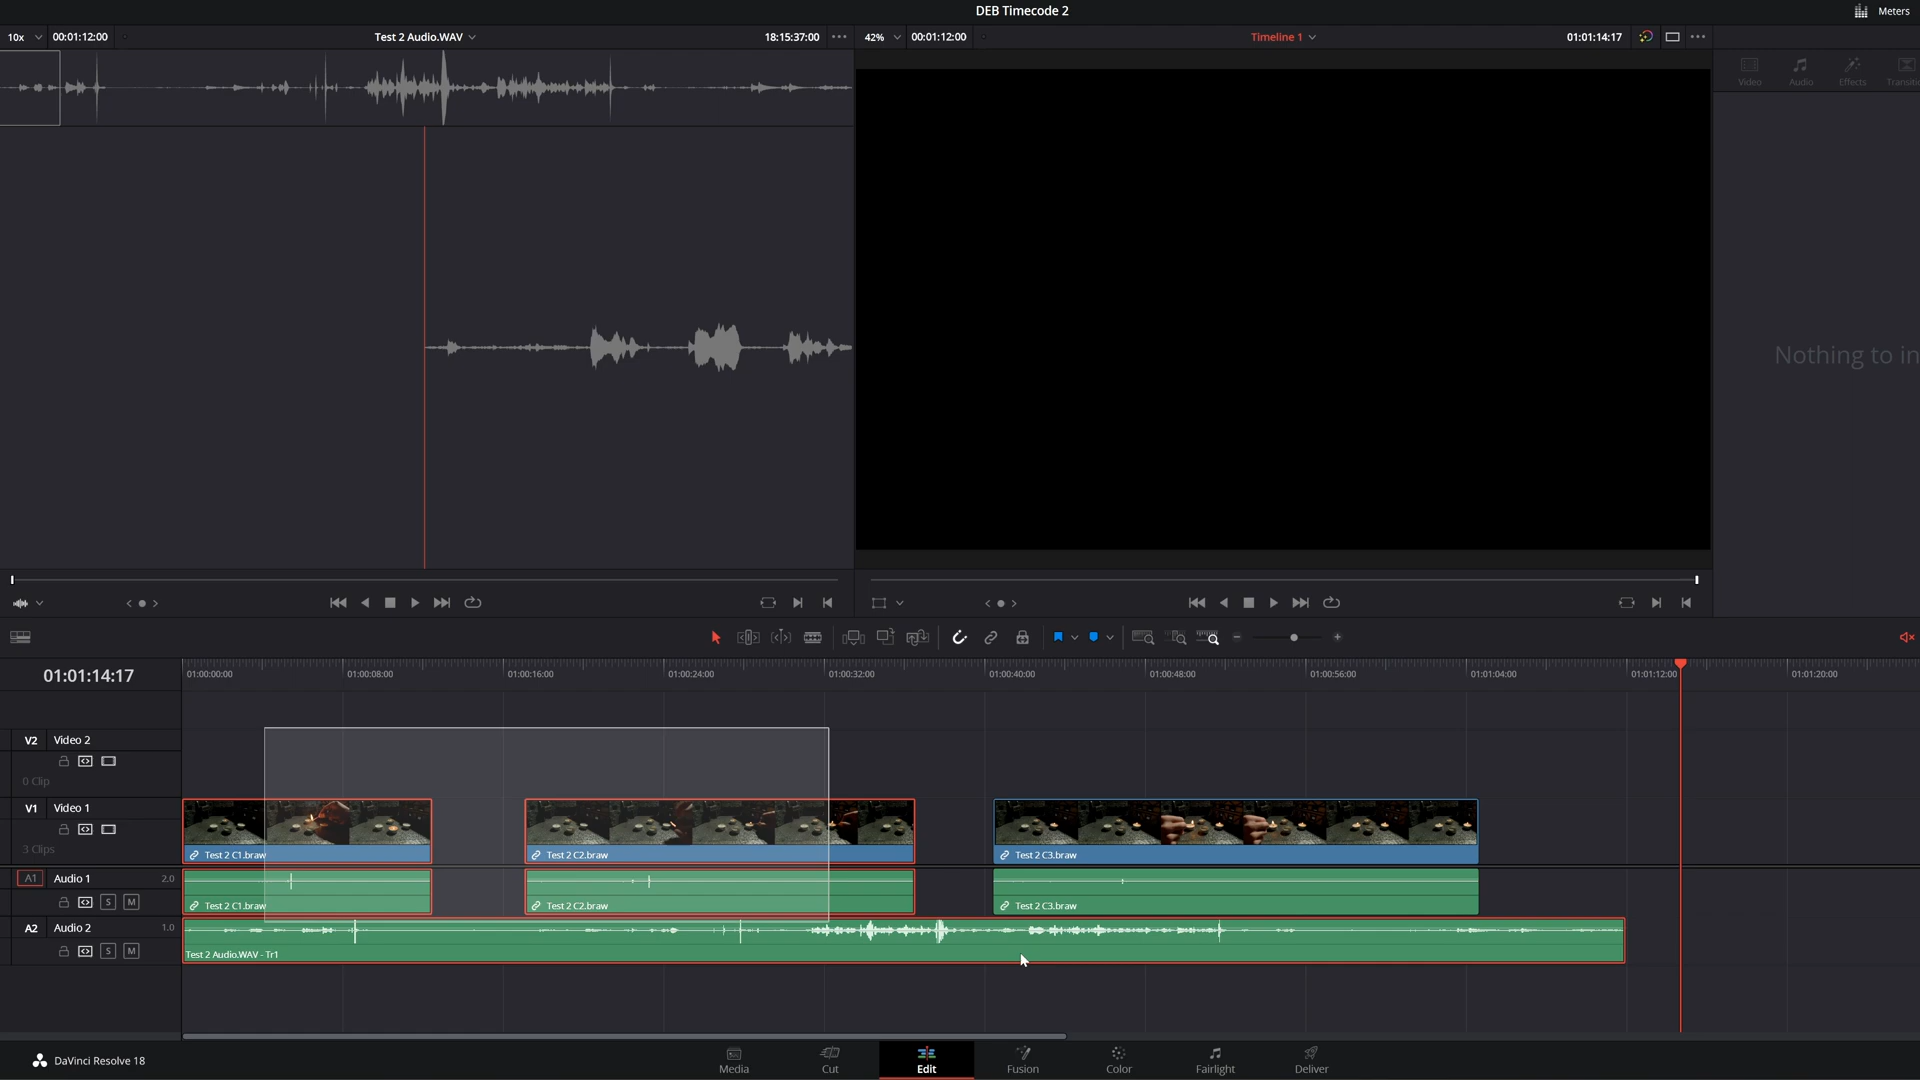 DEB Timecode 2
Meters
10x 00:01:12:00 Test 2 Audio.WAV 18:15:37:00
42% 00:01:12:00 Timeline 1 01:01:14:17
Video Audio Effects Transitic
Nothing to in
01:01:14:17
01:00:00:00 01:00:08:00 01:00:16:00 01:00:24:00 01:00:32:00 01:00:40:00 01:00:48:00 01:00:56:00 01:01:04:00 01:01:12:00 01:01:20:00
V2 Video 2
0 Clip
V1 Video 1
3 Clips
Test 2 C1.braw Test 2 C2.braw Test 2 C3.braw
A1 Audio 1 2.0
S M
Test 2 C1.braw Test 2 C2.braw Test 2 C3.braw
A2 Audio 2 1.0
S M
Test 2 Audio.WAV - Tr1
DaVinci Resolve 18
Media Cut Edit Fusion Color Fairlight Deliver